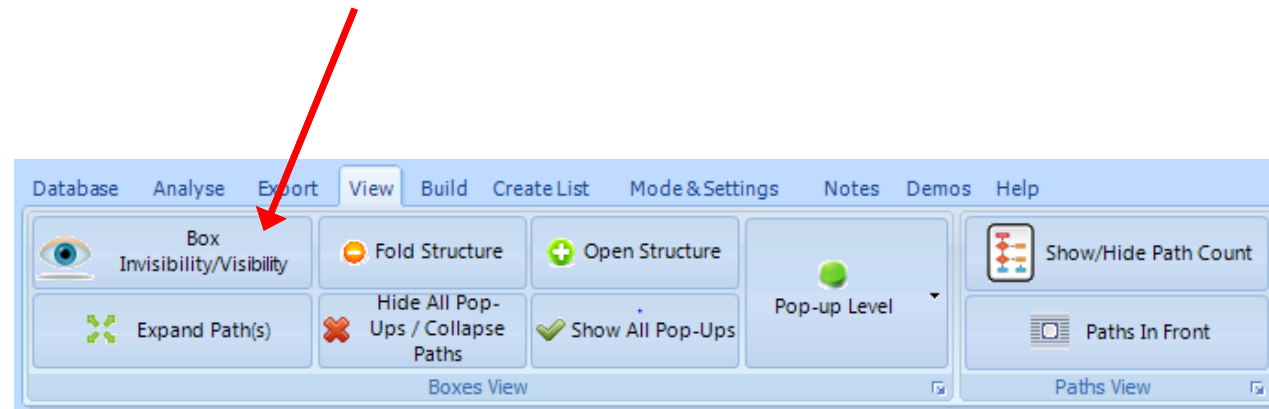 Database Analyse Export View Build Create List Mode & Settings Notes Demos Help
Box
Invisibility/Visibility
Fold Structure
Open Structure
Pop-up Level
Show/Hide Path Count
Expand Path(s)
Hide All Pop-
Ups / Collapse
Paths
Show All Pop-Ups
Paths In Front
Boxes View
Paths View